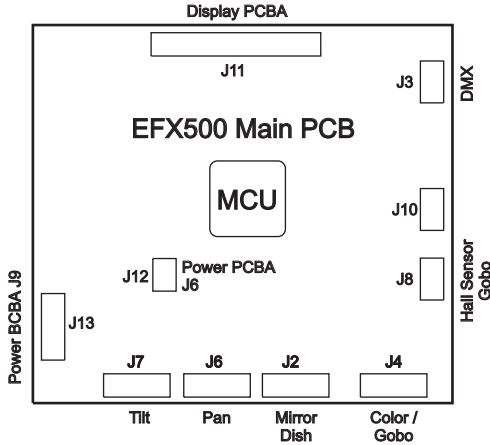 Display PCBA
J11
J3
DMX
EFX500 Main PCB
MCU
J10
J12
Power PCBA
J6
J8
Hall Sensor
Gobo
Power BCBA J9
J13
J7
J6
J2
J4
Tilt
Pan
Mirror
Dish
Color /
Gobo